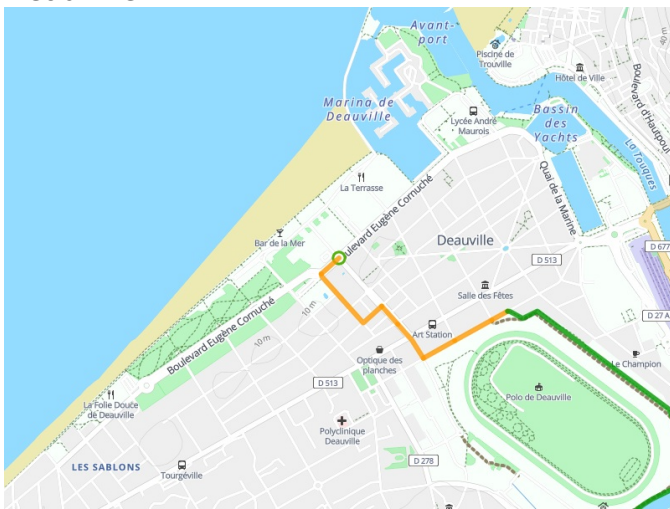 Avant-
port
Piscine de
Trouville
Hôtel de Ville
40 m
Boulevard d'Hautpoul
Marina de
Deauville
Lycée André
Maurois
Bassin
des
Yachts
La Touques
La Terrasse
Quai de la Marine
Boulevard Eugène Cornuché
Bar de la Mer
Deauville
D 677
D 513
Salle des Fêtes
10 m
D 27 A
Art Station
Boulevard Eugène Cornuché
10 m
Optique des
planches
Le Champion
D 513
Polo de Deauville
La Folie Douce
de Deauville
Polyclinique
Deauville
D 278
LES SABLONS
Tourgéville